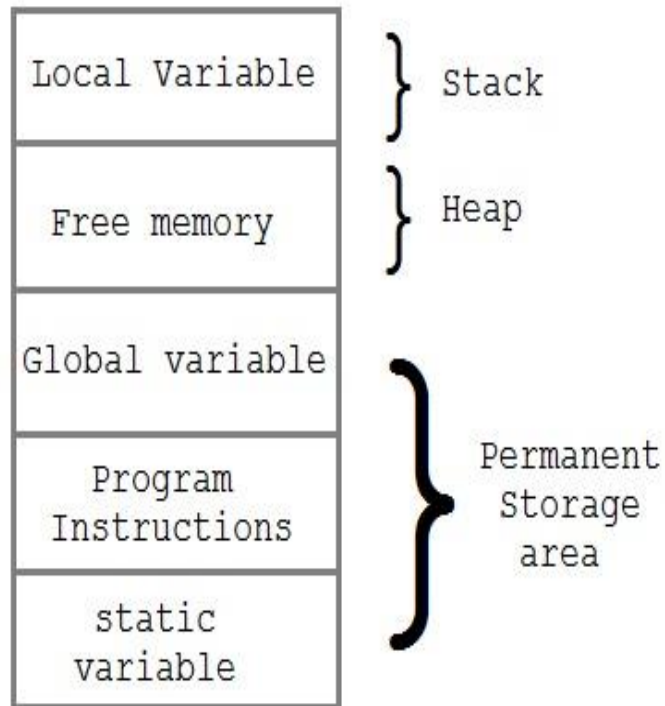 Local Variable
Stack
Free memory
Heap
Global variable
Program
Instructions
static
variable
Permanent
Storage
area